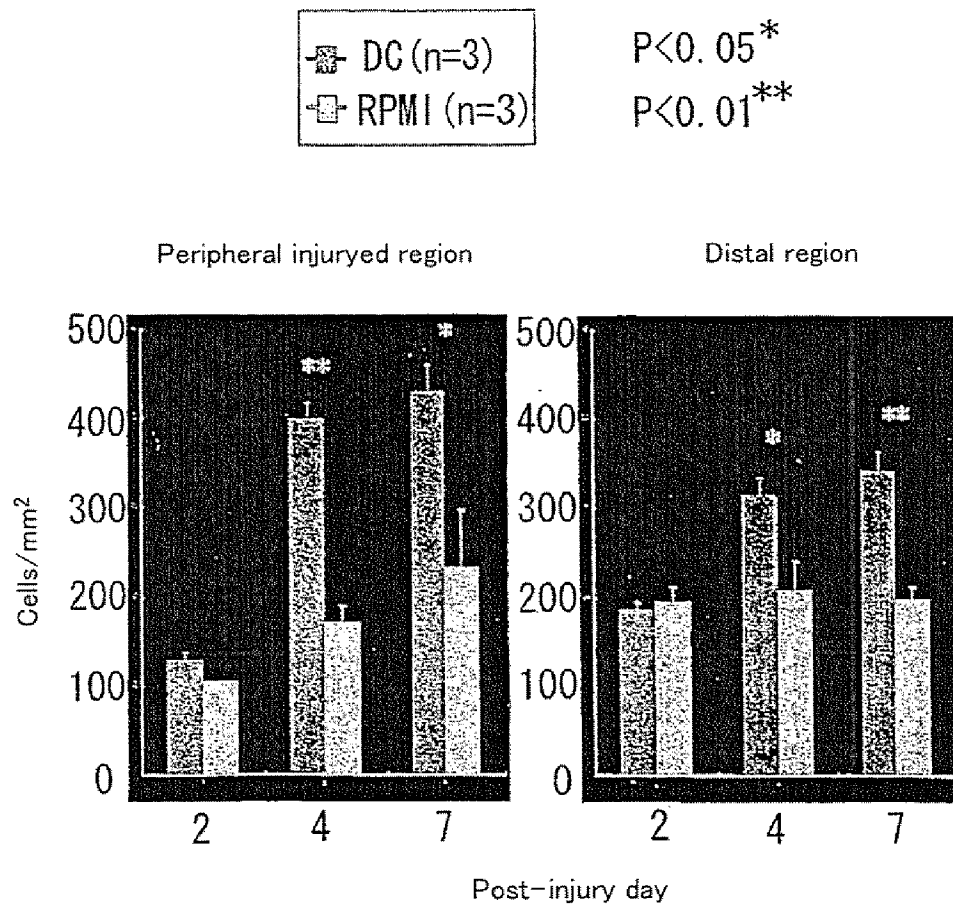 DC(n=3) P<0.05*
RPMI(n=3) P<0.01**
Peripheral injuryed region Distal region
Cells/mm²
500
400
300
200
100
0
** *
2 4 7
500
400
300
200
100
0
* **
2 4 7
Post-injury day